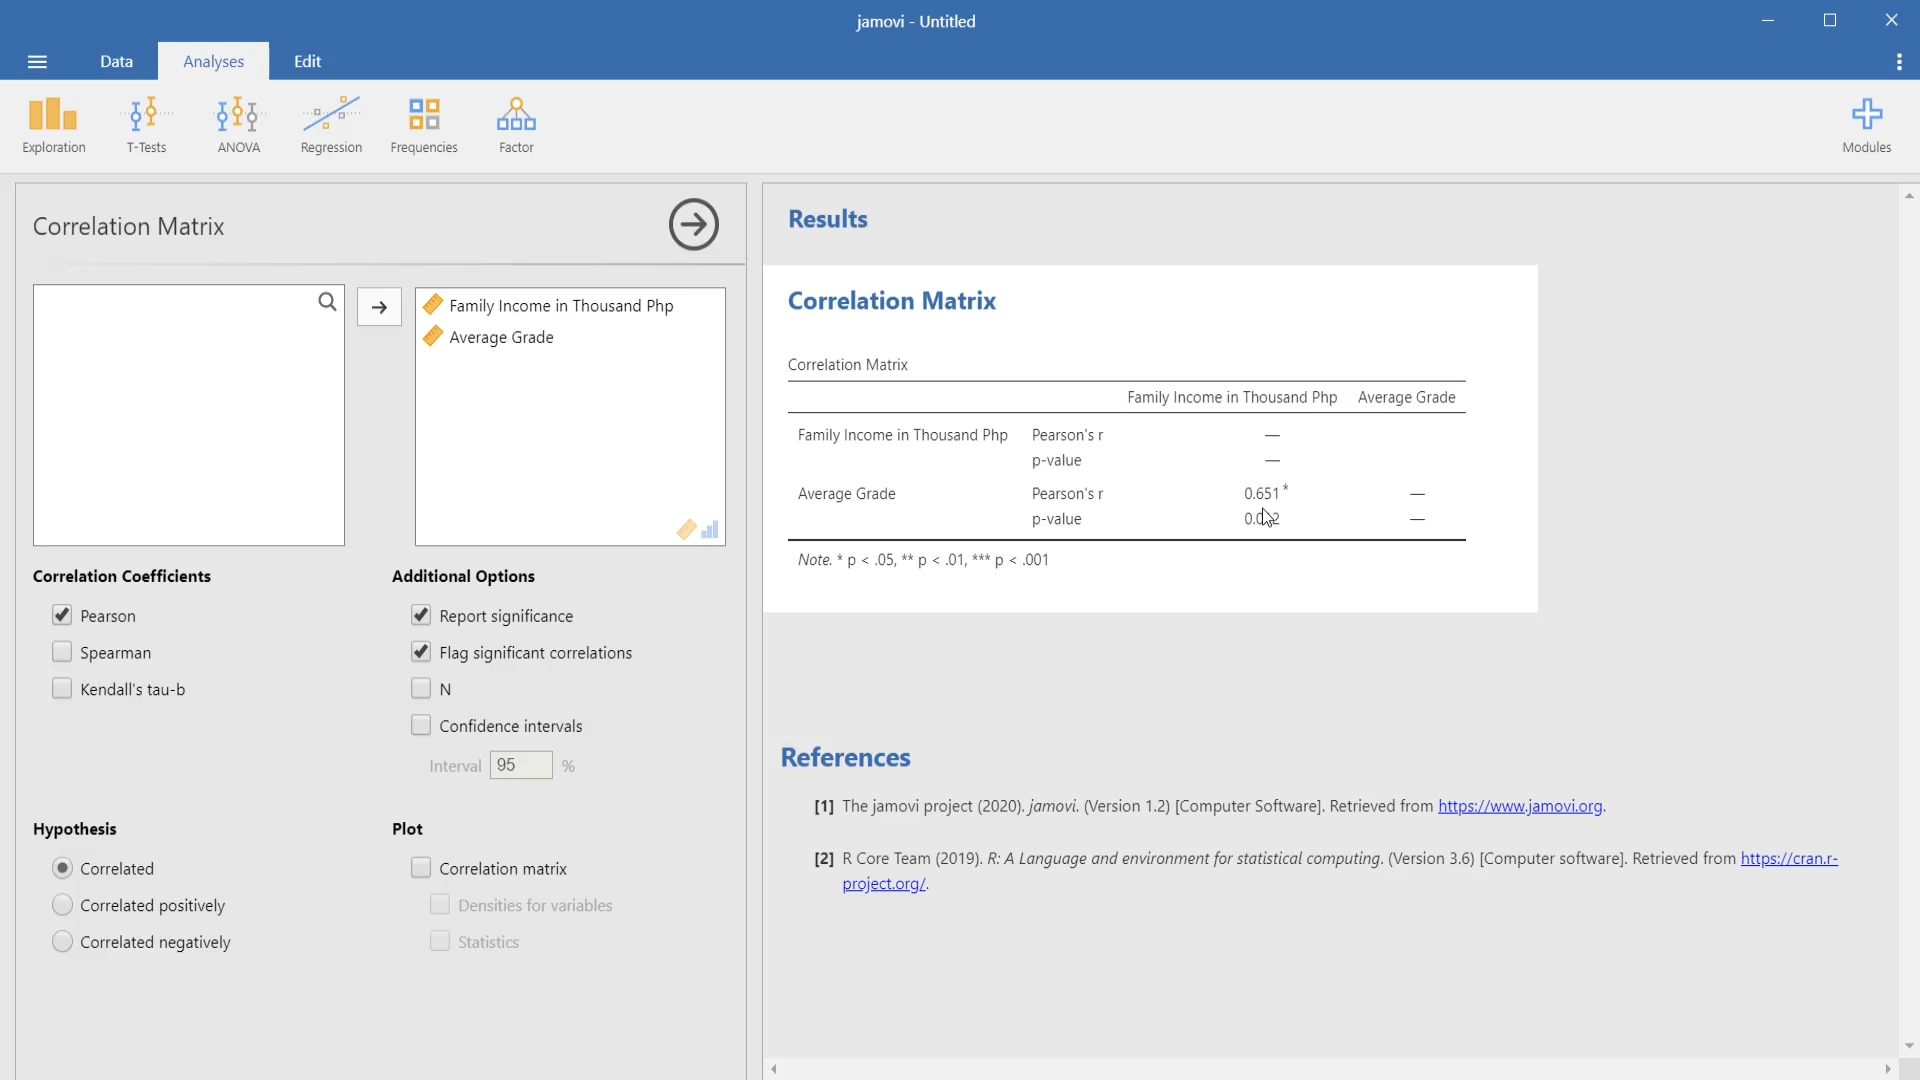 jamovi - Untitled
Data
Analyses
Edit
Exploration
T-Tests
ANOVA
Regression
Frequencies
Factor
Modules
Correlation Matrix
Family Income in Thousand Php
Average Grade
Correlation Coefficients
Pearson
Spearman
Kendall's tau-b
Additional Options
Report significance
Flag significant correlations
N
Confidence intervals
Interval 95 %
Hypothesis
Correlated
Correlated positively
Correlated negatively
Plot
Correlation matrix
Densities for variables
Statistics
Results
Correlation Matrix
Correlation Matrix
Family Income in Thousand Php Average Grade
Family Income in Thousand Php Pearson's r —
p-value —
Average Grade Pearson's r 0.651 * —
p-value —
Note. * p < .05, ** p < .01, *** p < .001
References
[1] The jamovi project (2020). jamovi. (Version 1.2) [Computer Software]. Retrieved from https://www.jamovi.org.
[2] R Core Team (2019). R: A Language and environment for statistical computing. (Version 3.6) [Computer software]. Retrieved from https://cran.r-
project.org/.